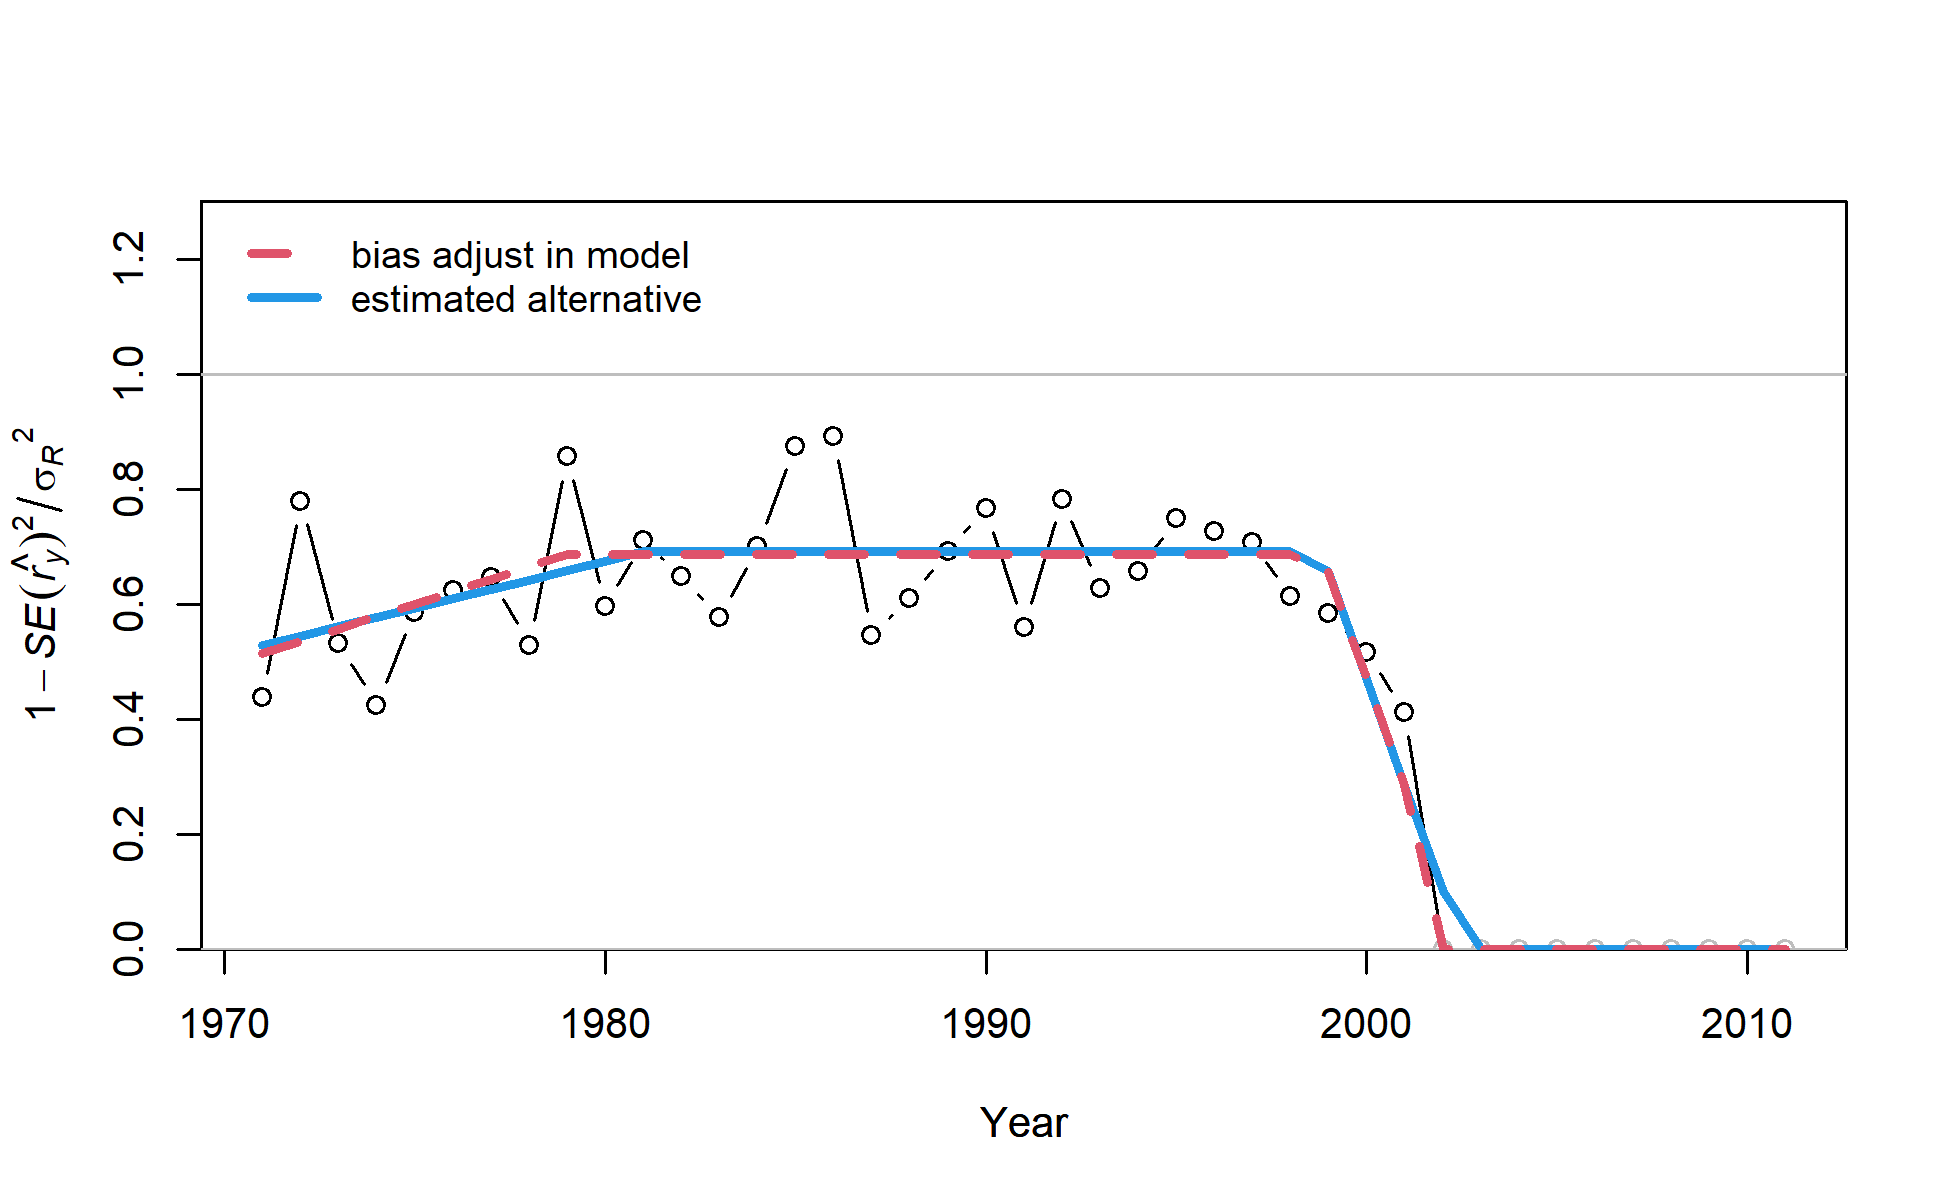 bias adjust in model
estimated alternative
1 − SE(r̂y)²/σR²
1.2
1.0
0.8
0.6
0.4
0.2
0.0
1970 1980 1990 2000 2010
Year